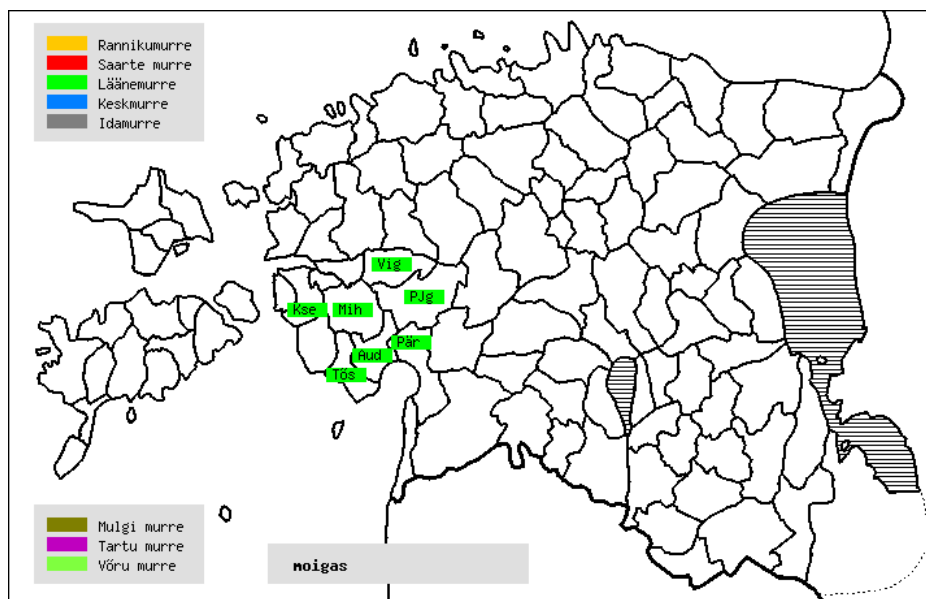 Rannikumurre
Saarte murre
Läänemurre
Keskmurre
Idamurre
Vig
PJg
Kse
Mih
Pär
Aud
Tõs
Mulgi murre
Tartu murre
Võru murre
moigas